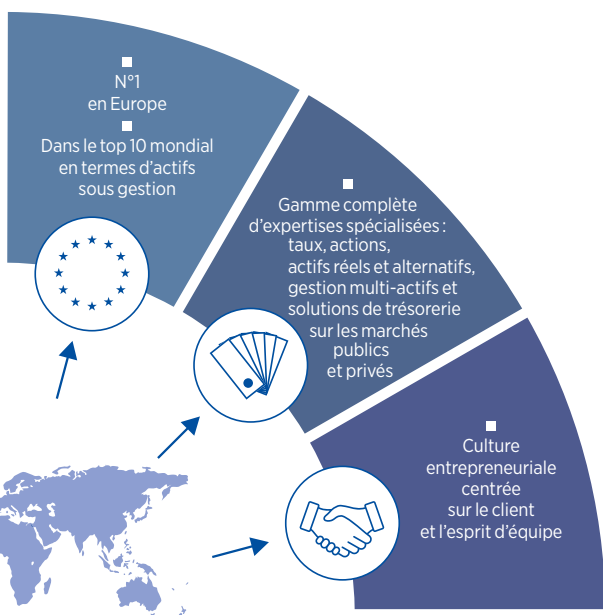 N°1
en Europe
Dans le top 10 mondial
en termes d'actifs
sous gestion
Gamme complète
d'expertises spécialisées :
taux, actions,
actifs réels et alternatifs,
gestion multi-actifs et
solutions de trésorerie
sur les marchés
publics
et privés
Culture
entrepreneuriale
centrée
sur le client
et l'esprit d'équipe